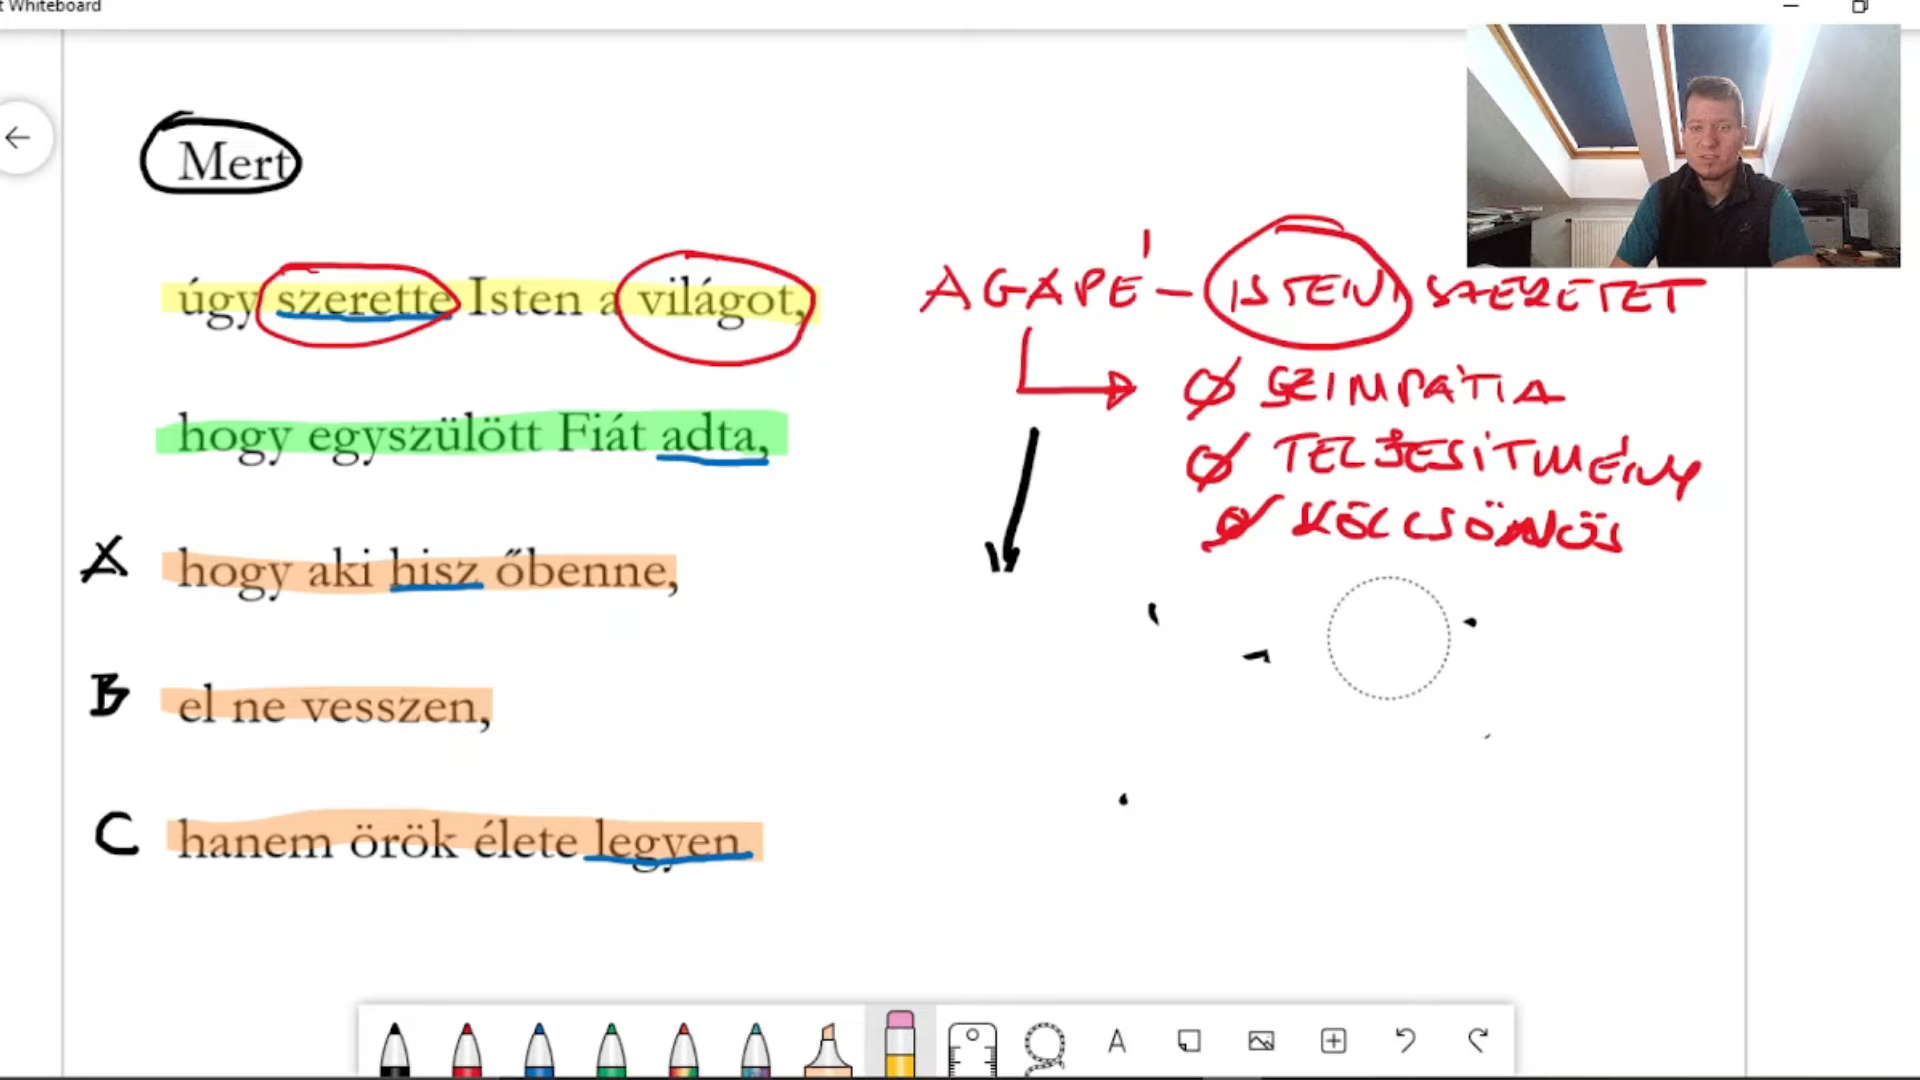 t Whiteboard
Mert
úgy szerette Isten a világot,
hogy egyszülött Fiát adta,
A hogy aki hisz őbenne,
B el ne vesszen,
C hanem örök élete legyen.
AGAPÉ - ISTENI SZERETET
Ø SZIMPÁTIA
Ø TELJESÍTMÉNY
Ø KÖLCSÖNÖS
A